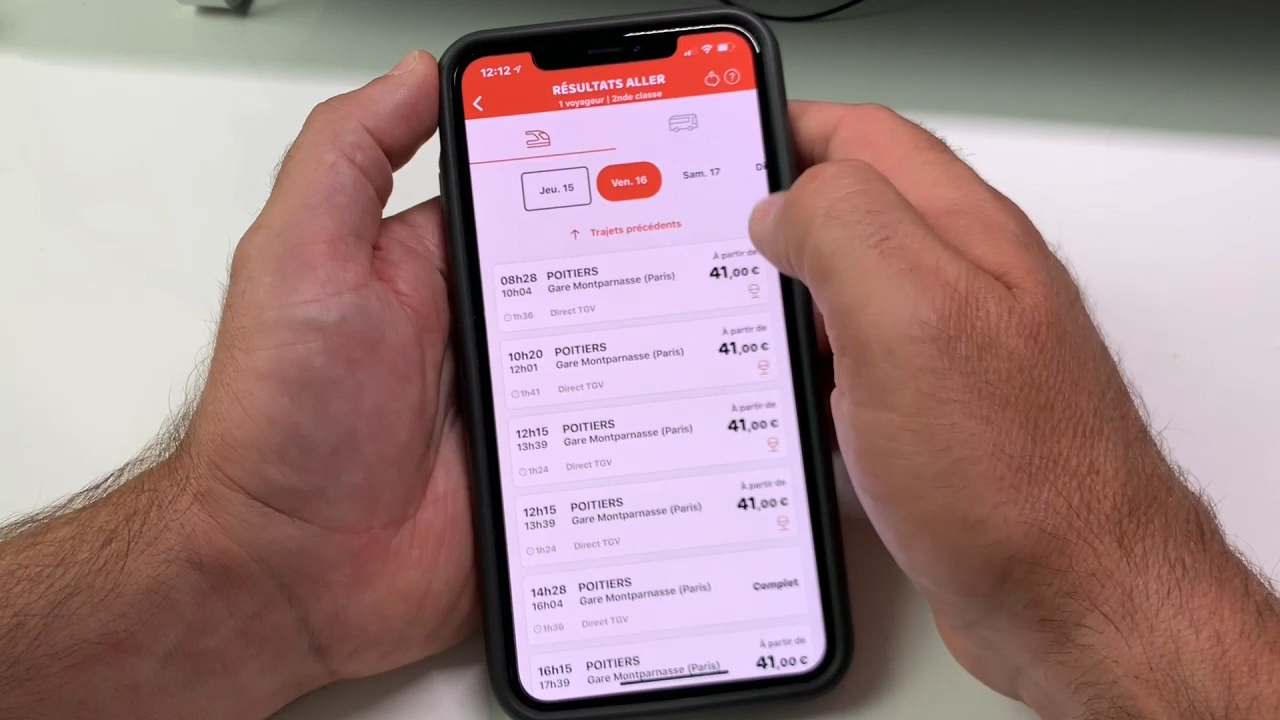 12:12
RÉSULTATS ALLER
1 voyageur | 2nde classe
?
Jeu. 15
Ven. 16
Sam. 17
↑ Trajets précédents
08h28 POITIERS À partir de
10h04 Gare Montparnasse (Paris) 41,00 €
1h36 Direct TGV
10h20 POITIERS À partir de
12h01 Gare Montparnasse (Paris) 41,00 €
1h41 Direct TGV
12h15 POITIERS À partir de
13h39 Gare Montparnasse (Paris) 41,00 €
1h24 Direct TGV
12h15 POITIERS À partir de
13h39 Gare Montparnasse (Paris) 41,00 €
1h24 Direct TGV
14h28 POITIERS Complet
16h04 Gare Montparnasse (Paris)
1h36 Direct TGV
16h15 POITIERS À partir de
17h39 Gare Montparnasse (Paris) 41,00 €